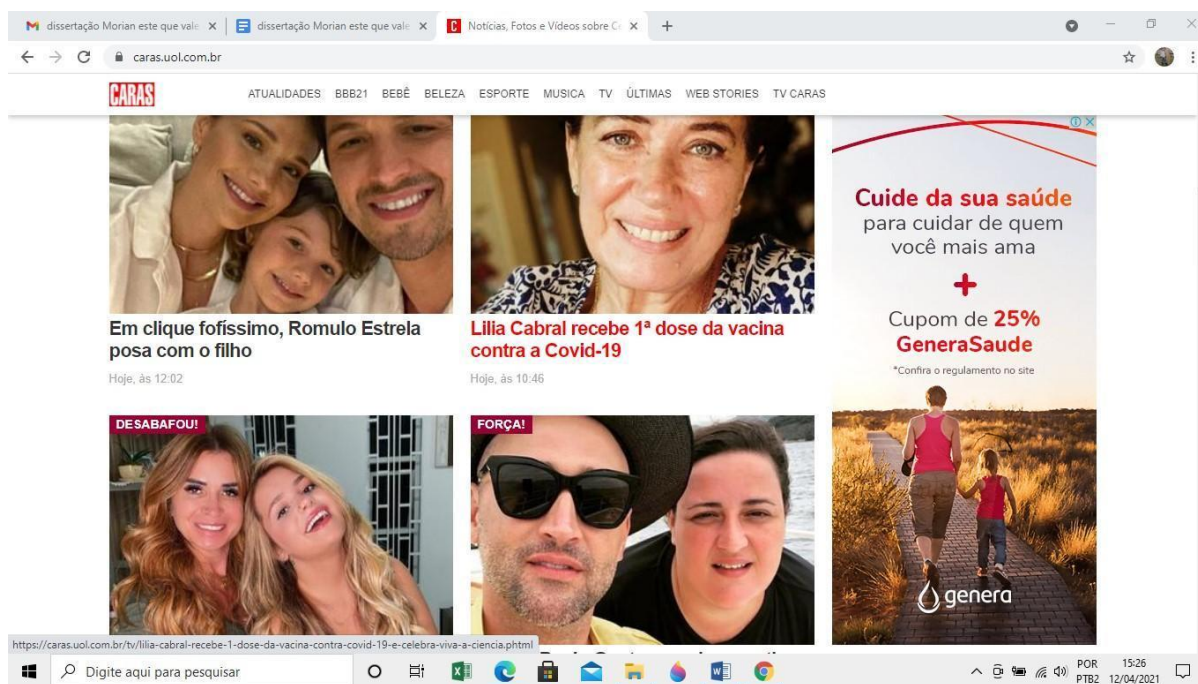 dissertação Morian este que vale
dissertação Morian este que vale
Notícias, Fotos e Vídeos sobre Ce
caras.uol.com.br
CARAS
ATUALIDADES BBB21 BEBÊ BELEZA ESPORTE MUSICA TV ÚLTIMAS WEB STORIES TV CARAS
Em clique fofíssimo, Romulo Estrela
posa com o filho
Hoje, às 12:02
Lilia Cabral recebe 1ª dose da vacina
contra a Covid-19
Hoje, às 10:46
Cuide da sua saúde
para cuidar de quem
você mais ama
+
Cupom de 25%
GeneraSaude
*Confira o regulamento no site
genera
DESABAFOU!
FORÇA!
https://caras.uol.com.br/tv/lilia-cabral-recebe-1-dose-da-vacina-contra-covid-19-e-celebra-viva-a-ciencia.phtml
Digite aqui para pesquisar
POR 15:26
PTB2 12/04/2021